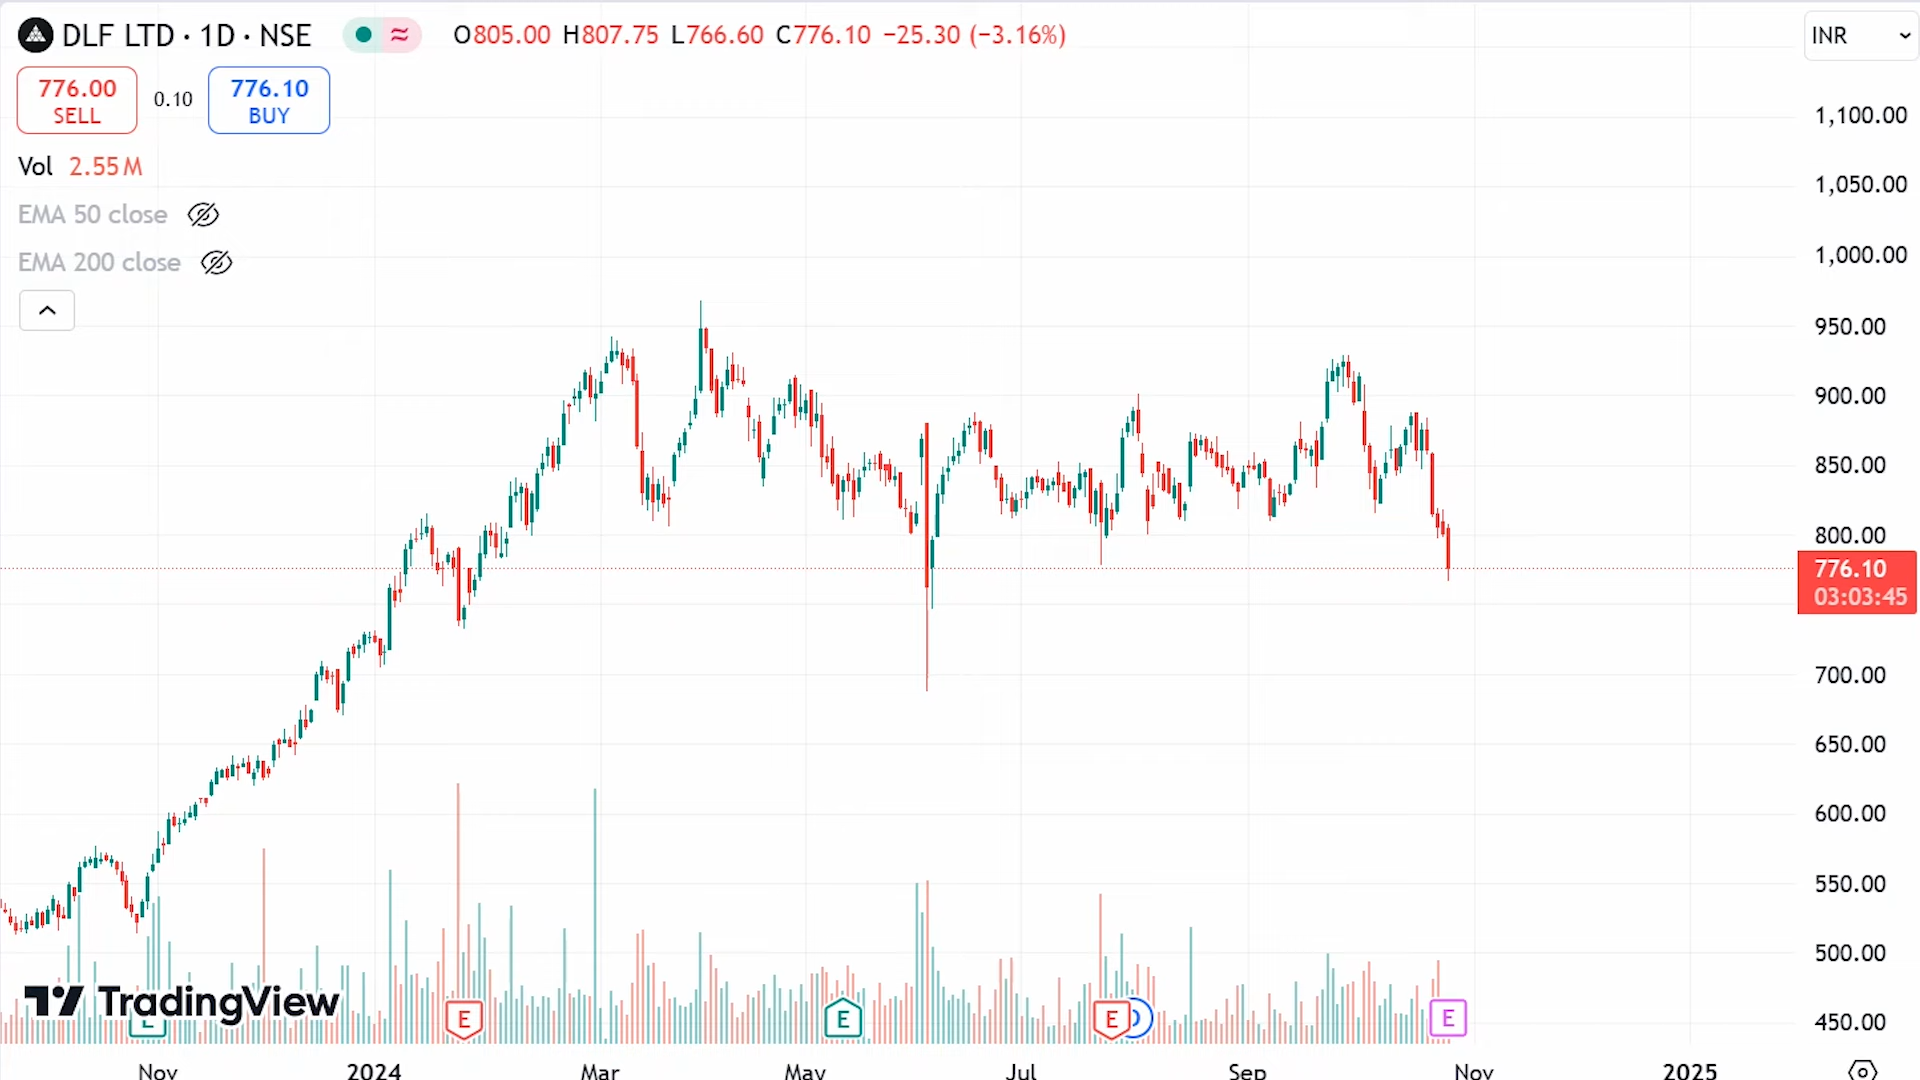 DLF LTD · 1D · NSE
≈
O805.00 H807.75 L766.60 C776.10 −25.30 (−3.16%)
INR
776.00
SELL
0.10
776.10
BUY
Vol 2.55 M
EMA 50 close
EMA 200 close
1,100.00
1,050.00
1,000.00
950.00
900.00
850.00
800.00
776.10
03:03:45
700.00
650.00
600.00
550.00
500.00
450.00
TradingView
E
E
E
E
D
E
Nov
2024
Mar
May
Jul
Sep
Nov
2025